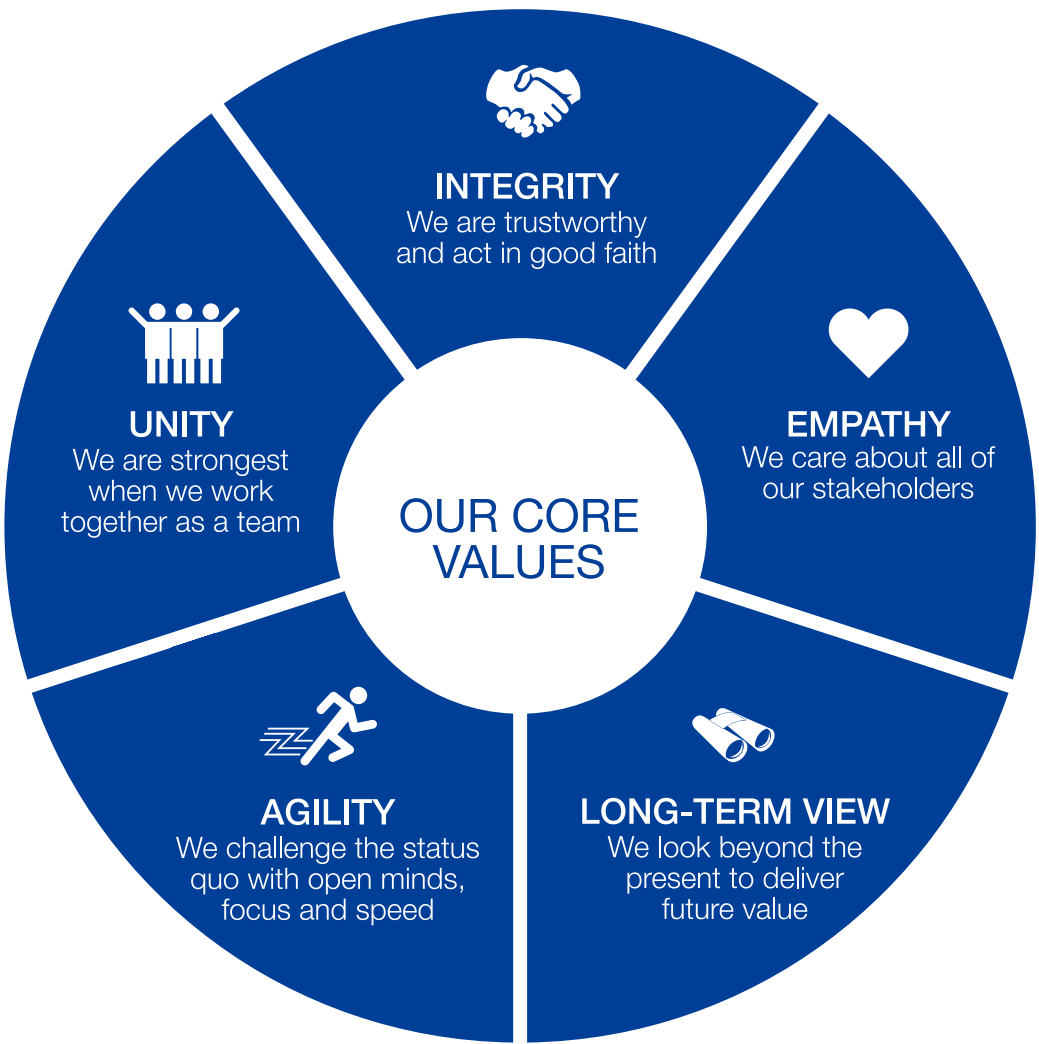 INTEGRITY
We are trustworthy
and act in good faith
EMPATHY
We care about all of
our stakeholders
LONG-TERM VIEW
We look beyond the
present to deliver
future value
AGILITY
We challenge the status
quo with open minds,
focus and speed
UNITY
We are strongest
when we work
together as a team
OUR CORE
VALUES